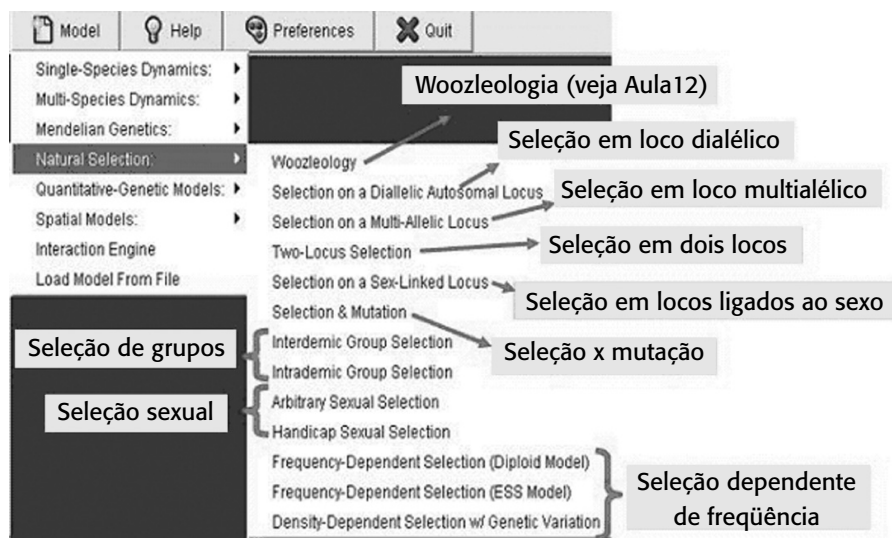 Model Help Preferences Quit
Single-Species Dynamics:
Multi-Species Dynamics:
Mendelian Genetics:
Natural Selection:
Quantitative-Genetic Models:
Spatial Models:
Interaction Engine
Load Model From File
Woozleology
Selection on a Diallelic Autosomal Locus
Selection on a Multi-Allelic Locus
Two-Locus Selection
Selection on a Sex-Linked Locus
Selection & Mutation
Interdemic Group Selection
Intrademic Group Selection
Arbitrary Sexual Selection
Handicap Sexual Selection
Frequency-Dependent Selection (Diploid Model)
Frequency-Dependent Selection (ESS Model)
Density-Dependent Selection w/ Genetic Variation
Woozleologia (veja Aula12)
Seleção em loco dialélico
Seleção em loco multialélico
Seleção em dois locos
Seleção em locos ligados ao sexo
Seleção x mutação
Seleção de grupos
Seleção sexual
Seleção dependente
de freqüência